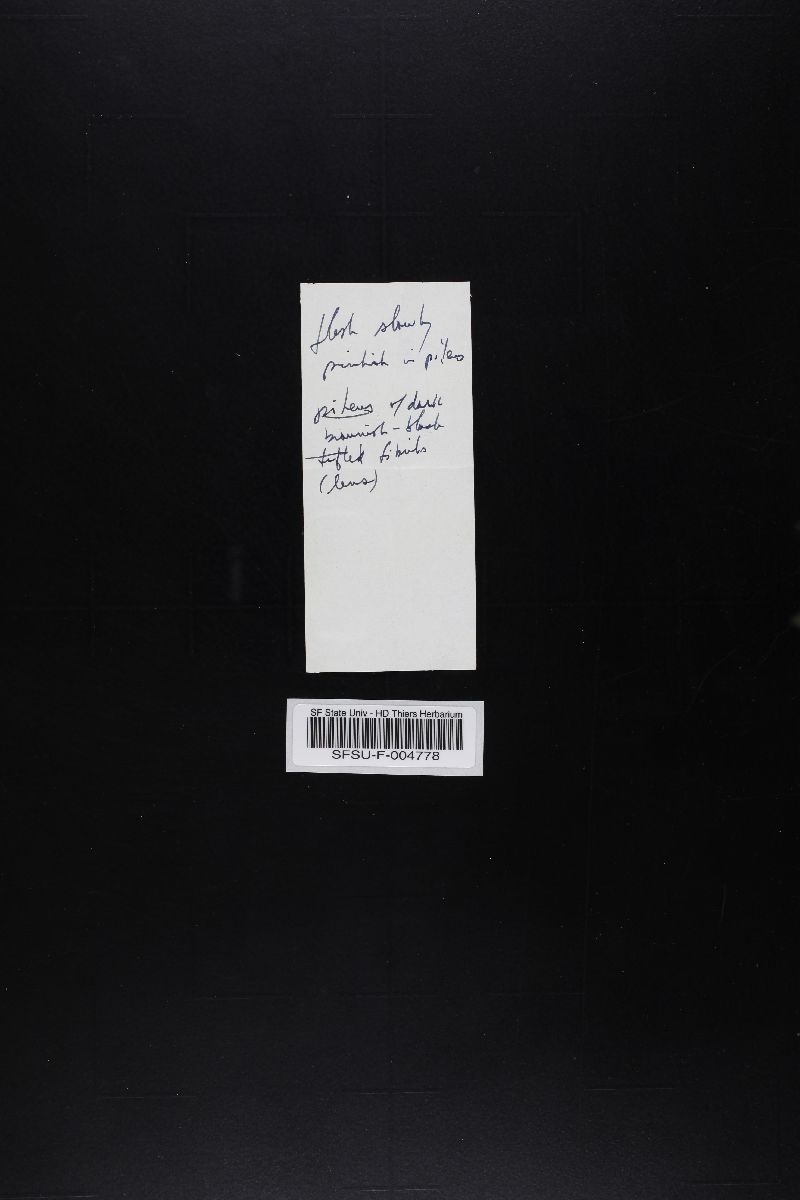 flesh slowly
pinkish in pileus
pileus w/ dark
brownish-black
tufted fibrils
(lens)
SF State Univ - HD Thiers Herbarium
SFSU-F-004778